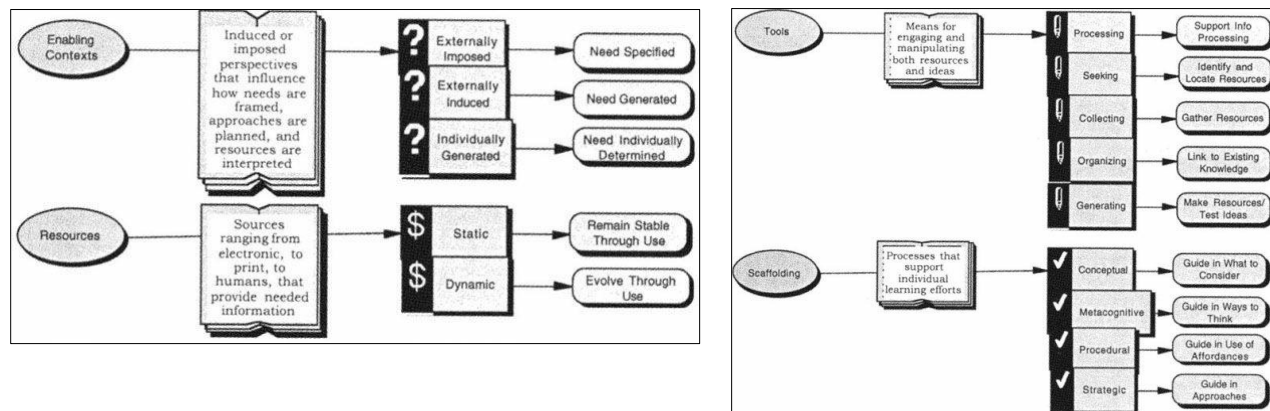 Enabling
Contexts
Induced or
imposed
perspectives
that influence
how needs are
framed,
approaches are
planned, and
resources are
interpreted
?
Externally
Imposed
Need Specified
?
Externally
Induced
Need Generated
?
Individually
Generated
Need Individually
Determined
Resources
Sources
ranging from
electronic, to
print, to
humans, that
provide needed
information
$
Static
Remain Stable
Through Use
$
Dynamic
Evolve Through
Use
Tools
Means for
engaging and
manipulating
both resources
and ideas
Processing
Support Info
Processing
Seeking
Identify and
Locate Resources
Collecting
Gather Resources
Organizing
Link to Existing
Knowledge
Generating
Make Resources/
Test Ideas
Scaffolding
Processes that
support
individual
learning efforts
Conceptual
Guide in What to
Consider
Metacognitive
Guide in Ways to
Think
Procedural
Guide in Use of
Affordances
Strategic
Guide in
Approaches